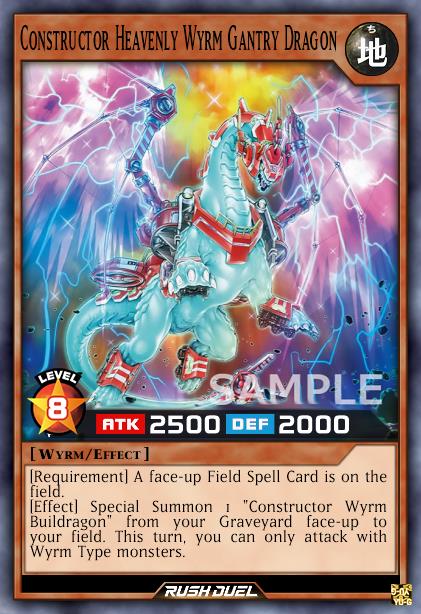 Constructor Heavenly Wyrm Gantry Dragon
ち
地
SAMPLE
LEVEL
8
ATK 2500 DEF 2000
[Wyrm/Effect]
[Requirement] A face-up Field Spell Card is on the
field.
[Effect] Special Summon 1 "Constructor Wyrm
Buildragon" from your Graveyard face-up to
your field. This turn, you can only attack with
Wyrm Type monsters.
RUSH DUEL